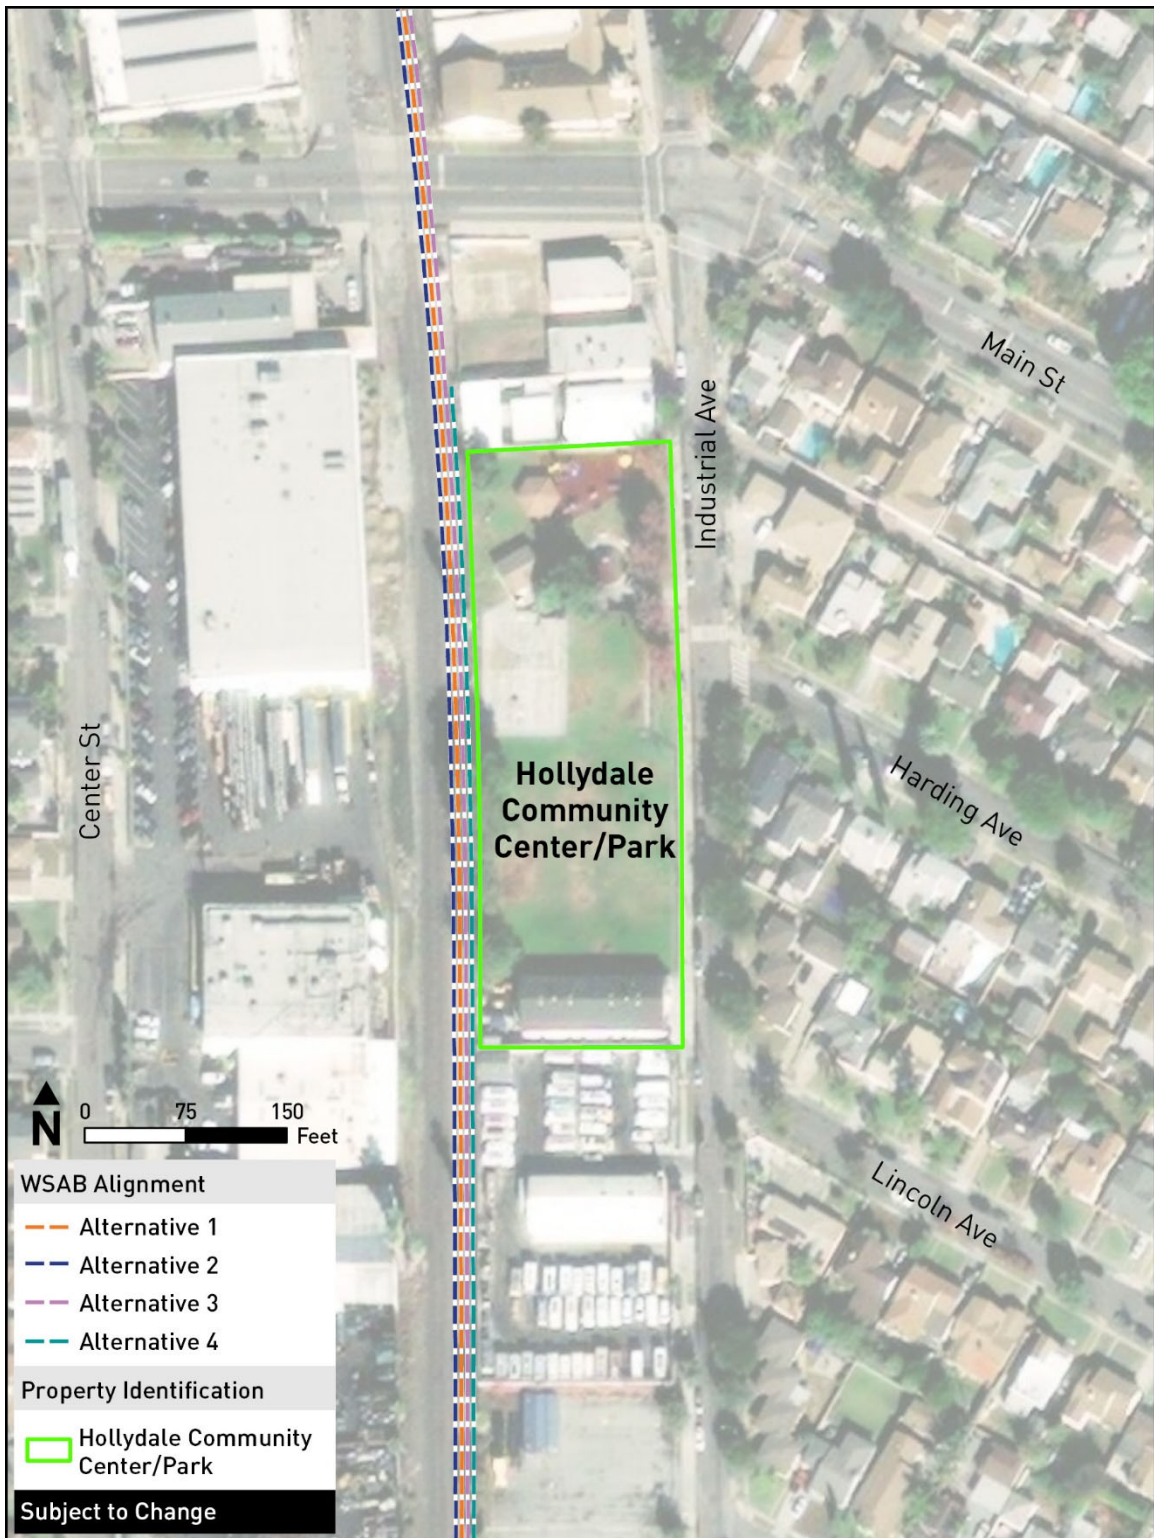 Main St
Industrial Ave
Center St
Hollydale
Community
Center/Park
Harding Ave
Lincoln Ave
N
0 75 150
Feet
WSAB Alignment
Alternative 1
Alternative 2
Alternative 3
Alternative 4
Property Identification
Hollydale Community
Center/Park
Subject to Change